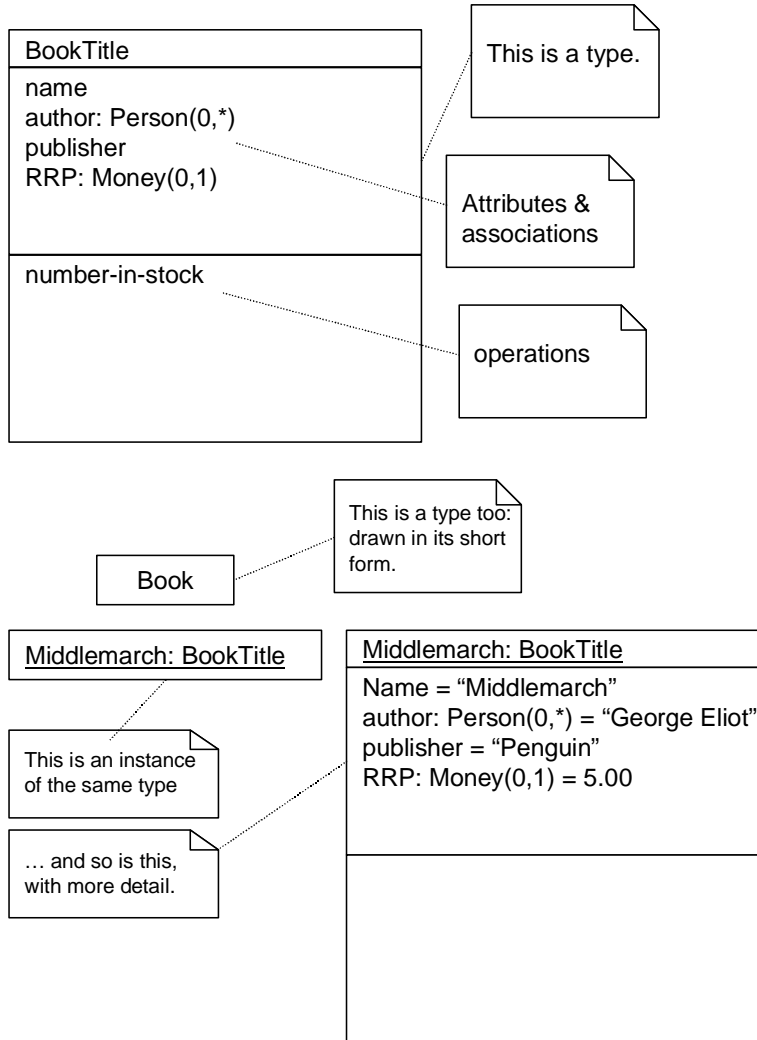 BookTitle
name
author: Person(0,*)
publisher
RRP: Money(0,1)
number-in-stock
This is a type.
Attributes &
associations
operations
Book
This is a type too:
drawn in its short
form.
Middlemarch: BookTitle
This is an instance
of the same type
… and so is this,
with more detail.
Middlemarch: BookTitle
Name = “Middlemarch”
author: Person(0,*) = “George Eliot”
publisher = “Penguin”
RRP: Money(0,1) = 5.00